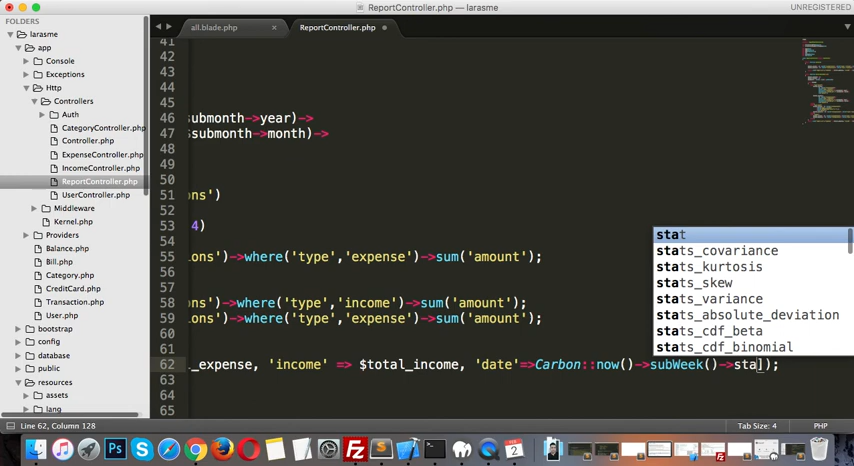 ReportController.php — larasme
UNREGISTERED
FOLDERS
larasme
app
Console
Exceptions
Http
Controllers
Auth
CategoryController.php
Controller.php
ExpenseController.php
IncomeController.php
ReportController.php
UserController.php
Middleware
Kernel.php
Providers
Balance.php
Bill.php
Category.php
CreditCard.php
Transaction.php
User.php
bootstrap
config
database
public
resources
assets
lang
all.blade.php
ReportController.php
41
42
43
44
45
46 submonth->year)->
47 submonth->month)->
48
49
50
51 ons')
52
53 4)
54
55 ons')->where('type','expense')->sum('amount');
56
57
58 ons')->where('type','income')->sum('amount');
59 ons')->where('type','expense')->sum('amount');
60
61
62 l_expense, 'income' => $total_income, 'date'=>Carbon::now()->subWeek()->sta]);
63
64
65
stat
stats_covariance
stats_kurtosis
stats_skew
stats_variance
stats_absolute_deviation
stats_cdf_beta
stats_cdf_binomial
Line 62, Column 128
Tab Size: 4
PHP
Ps
Fz
S
2